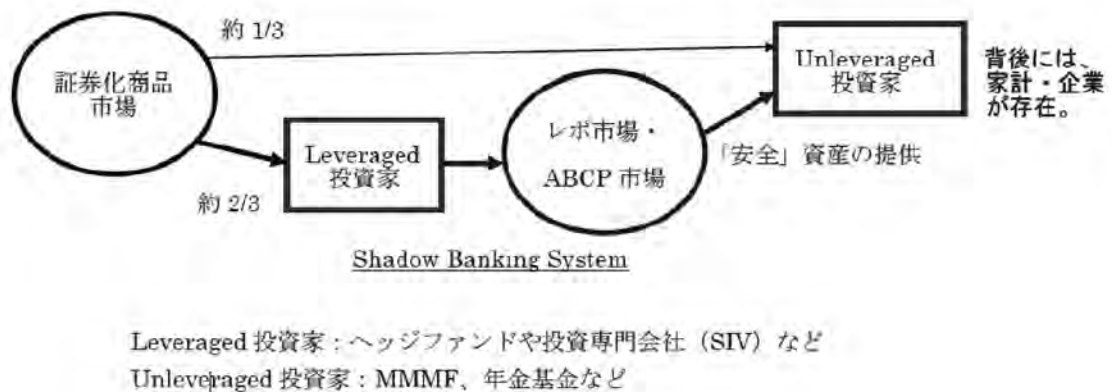 約 1/3
証券化商品
市場
Unleveraged
投資家
背後には、
家計・企業
が存在。
Leveraged
投資家
レポ市場・
ABCP 市場
「安全」資産の提供
約 2/3
Shadow Banking System
Leveraged 投資家：ヘッジファンドや投資専門会社（SIV）など
Unleveraged 投資家：MMMF、年金基金など